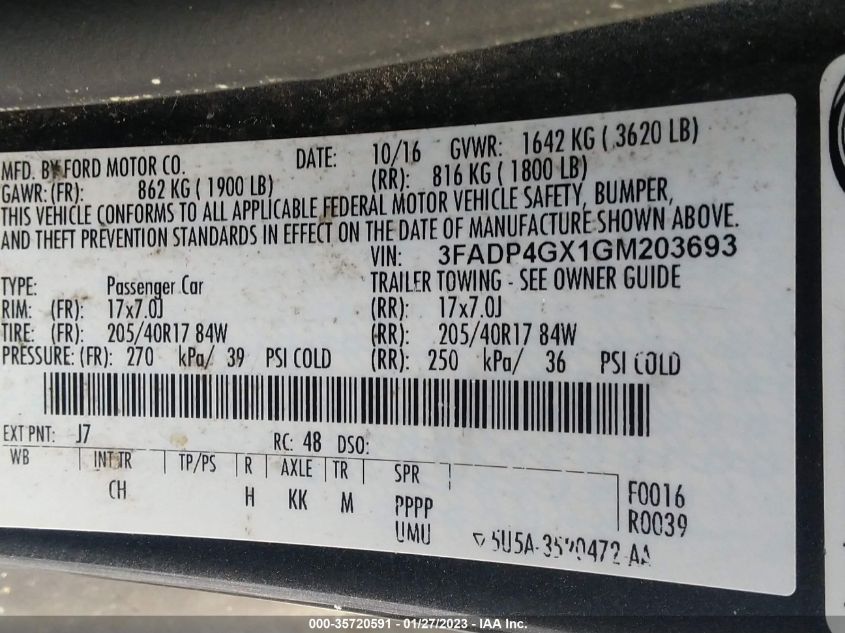 MFD. BY FORD MOTOR CO. DATE: 10/16 GVWR: 1642 KG ( 3620 LB)
GAWR: (FR): 862 KG ( 1900 LB) (RR): 816 KG ( 1800 LB)
THIS VEHICLE CONFORMS TO ALL APPLICABLE FEDERAL MOTOR VEHICLE SAFETY, BUMPER,
AND THEFT PREVENTION STANDARDS IN EFFECT ON THE DATE OF MANUFACTURE SHOWN ABOVE.
VIN: 3FADP4GX1GM203693
TYPE: Passenger Car TRAILER TOWING - SEE OWNER GUIDE
RIM: (FR): 17x7.0J (RR): 17x7.0J
TIRE: (FR): 205/40R17 84W (RR): 205/40R17 84W
PRESSURE: (FR): 270 kPa/ 39 PSI COLD (RR): 250 kPa/ 36 PSI COLD
EXT PNT: J7 RC: 48 DSO:
WB INT TR TP/PS R AXLE TR SPR
CH H KK M PPPP F0016
UMU R0039
000-35720591 - 01/27/2023 - IAA Inc.